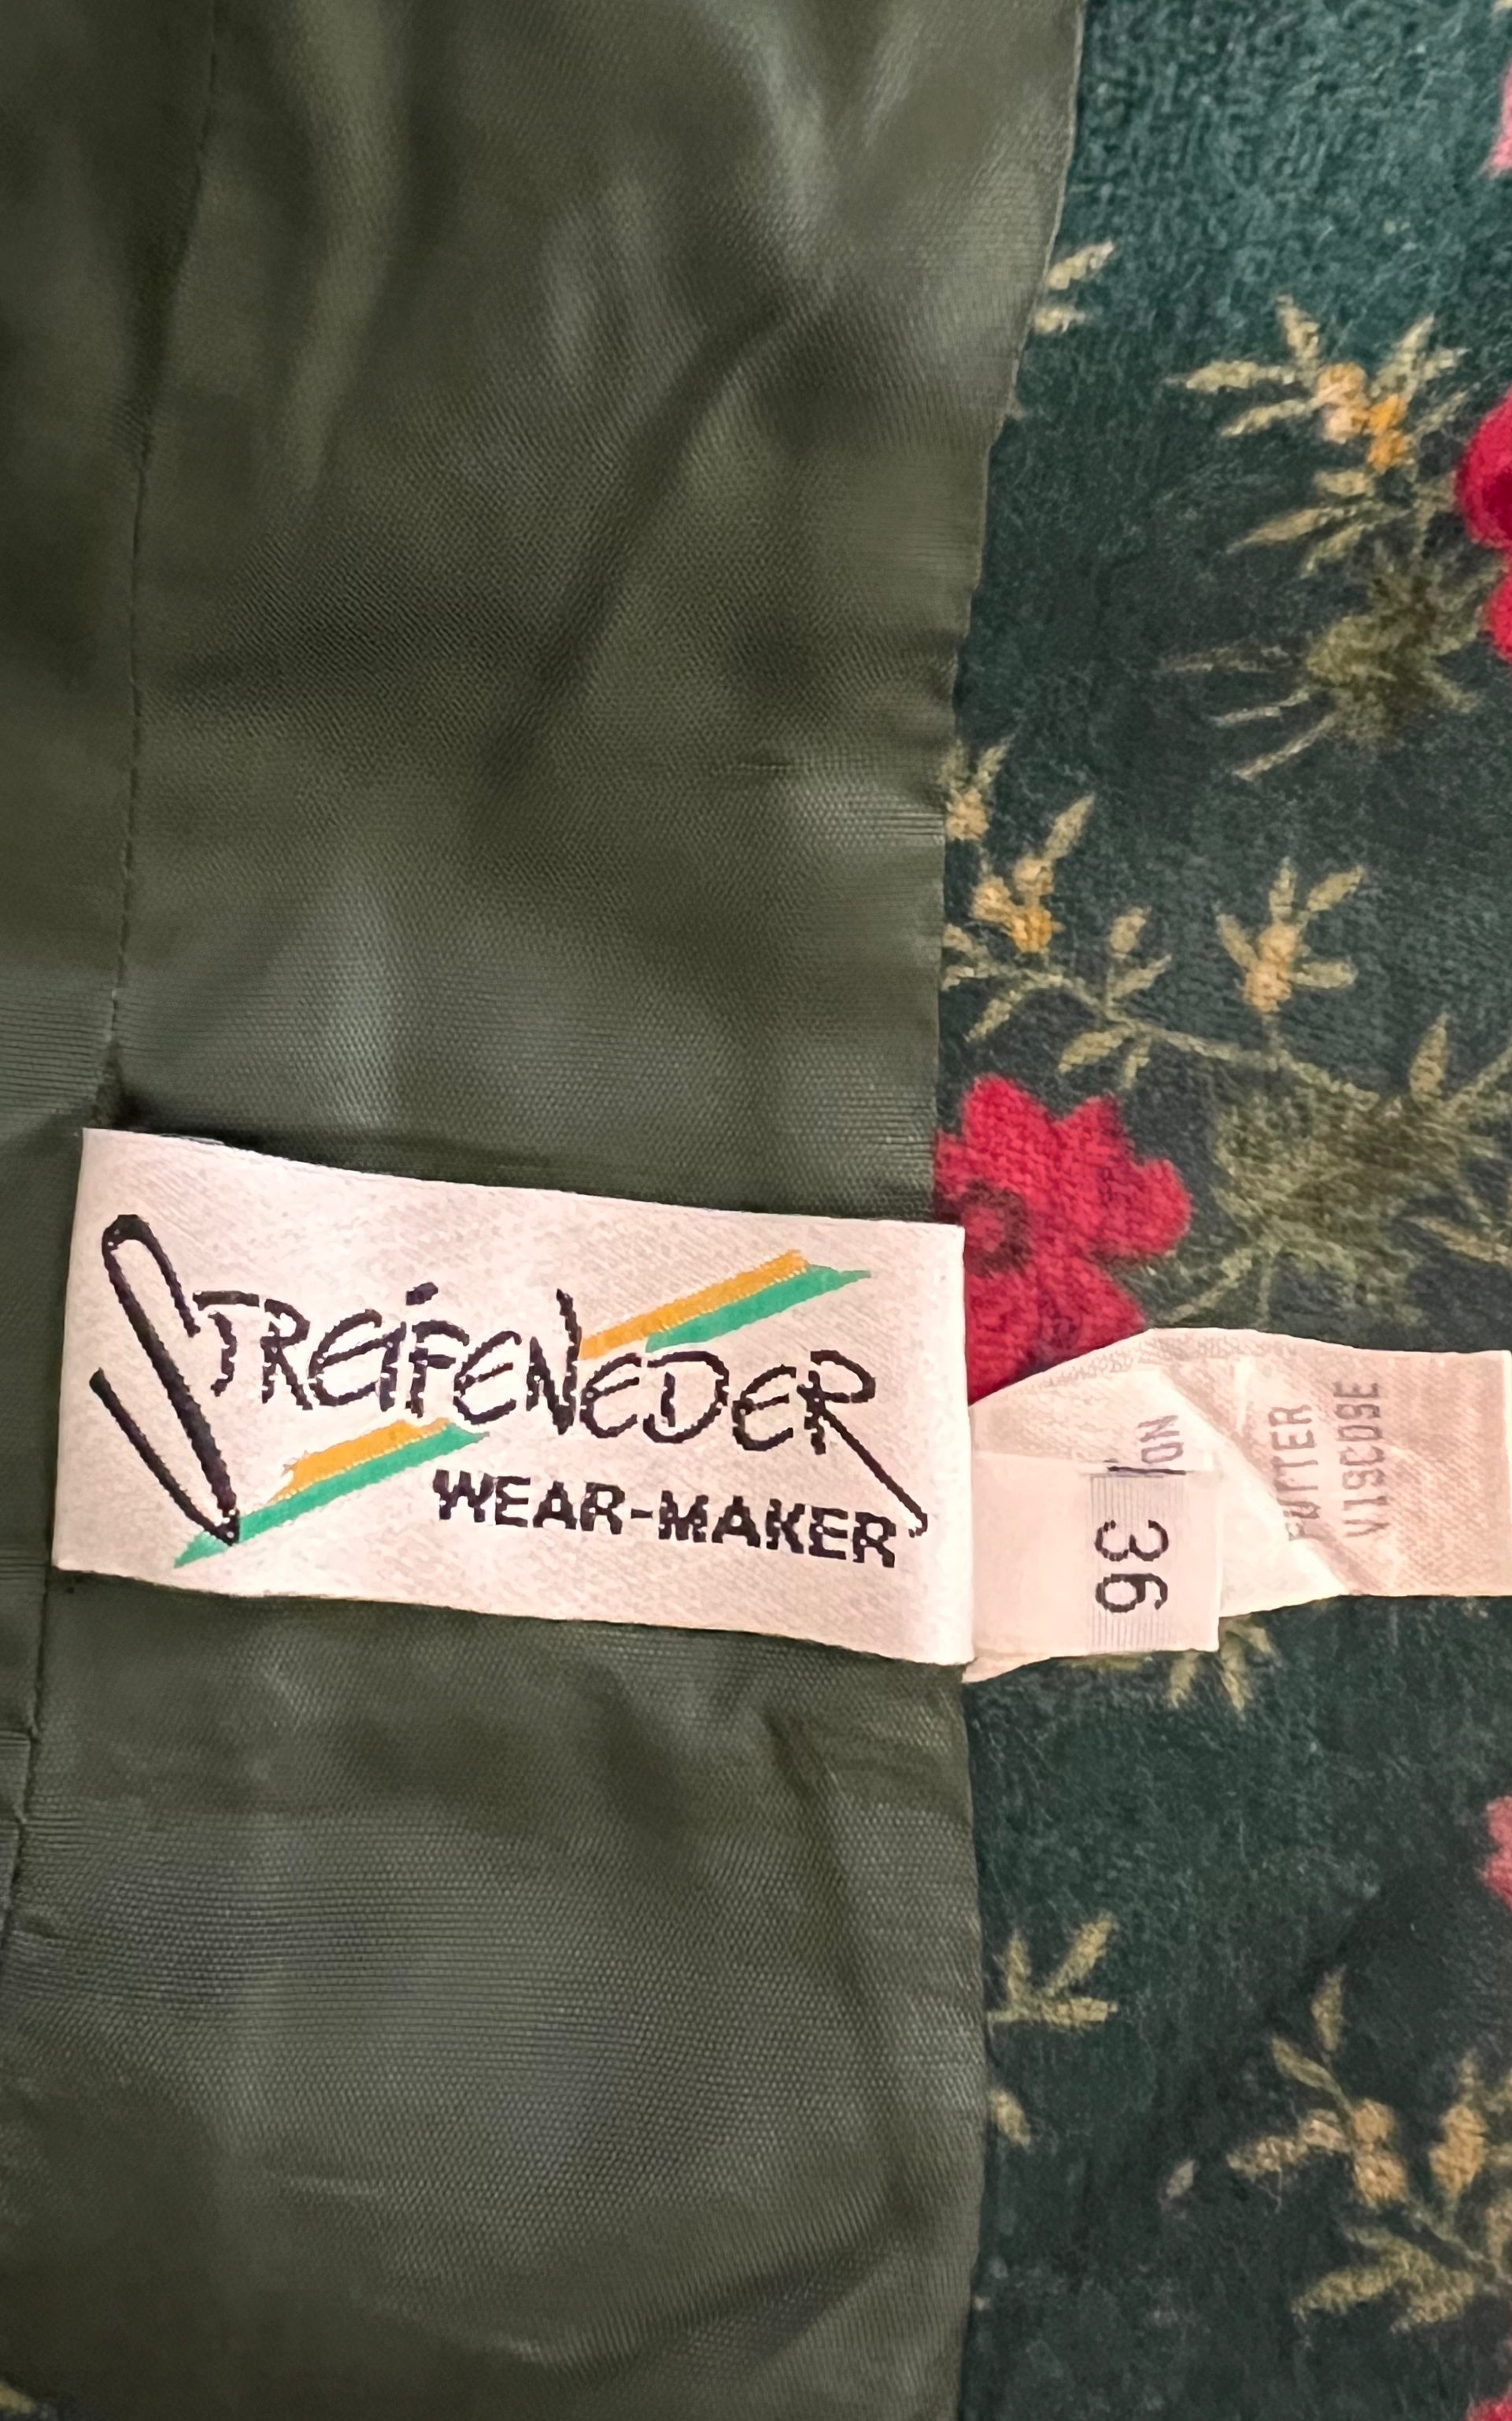 STREIFENEDER
WEAR-MAKER
36
FUTTER
VISCOSE